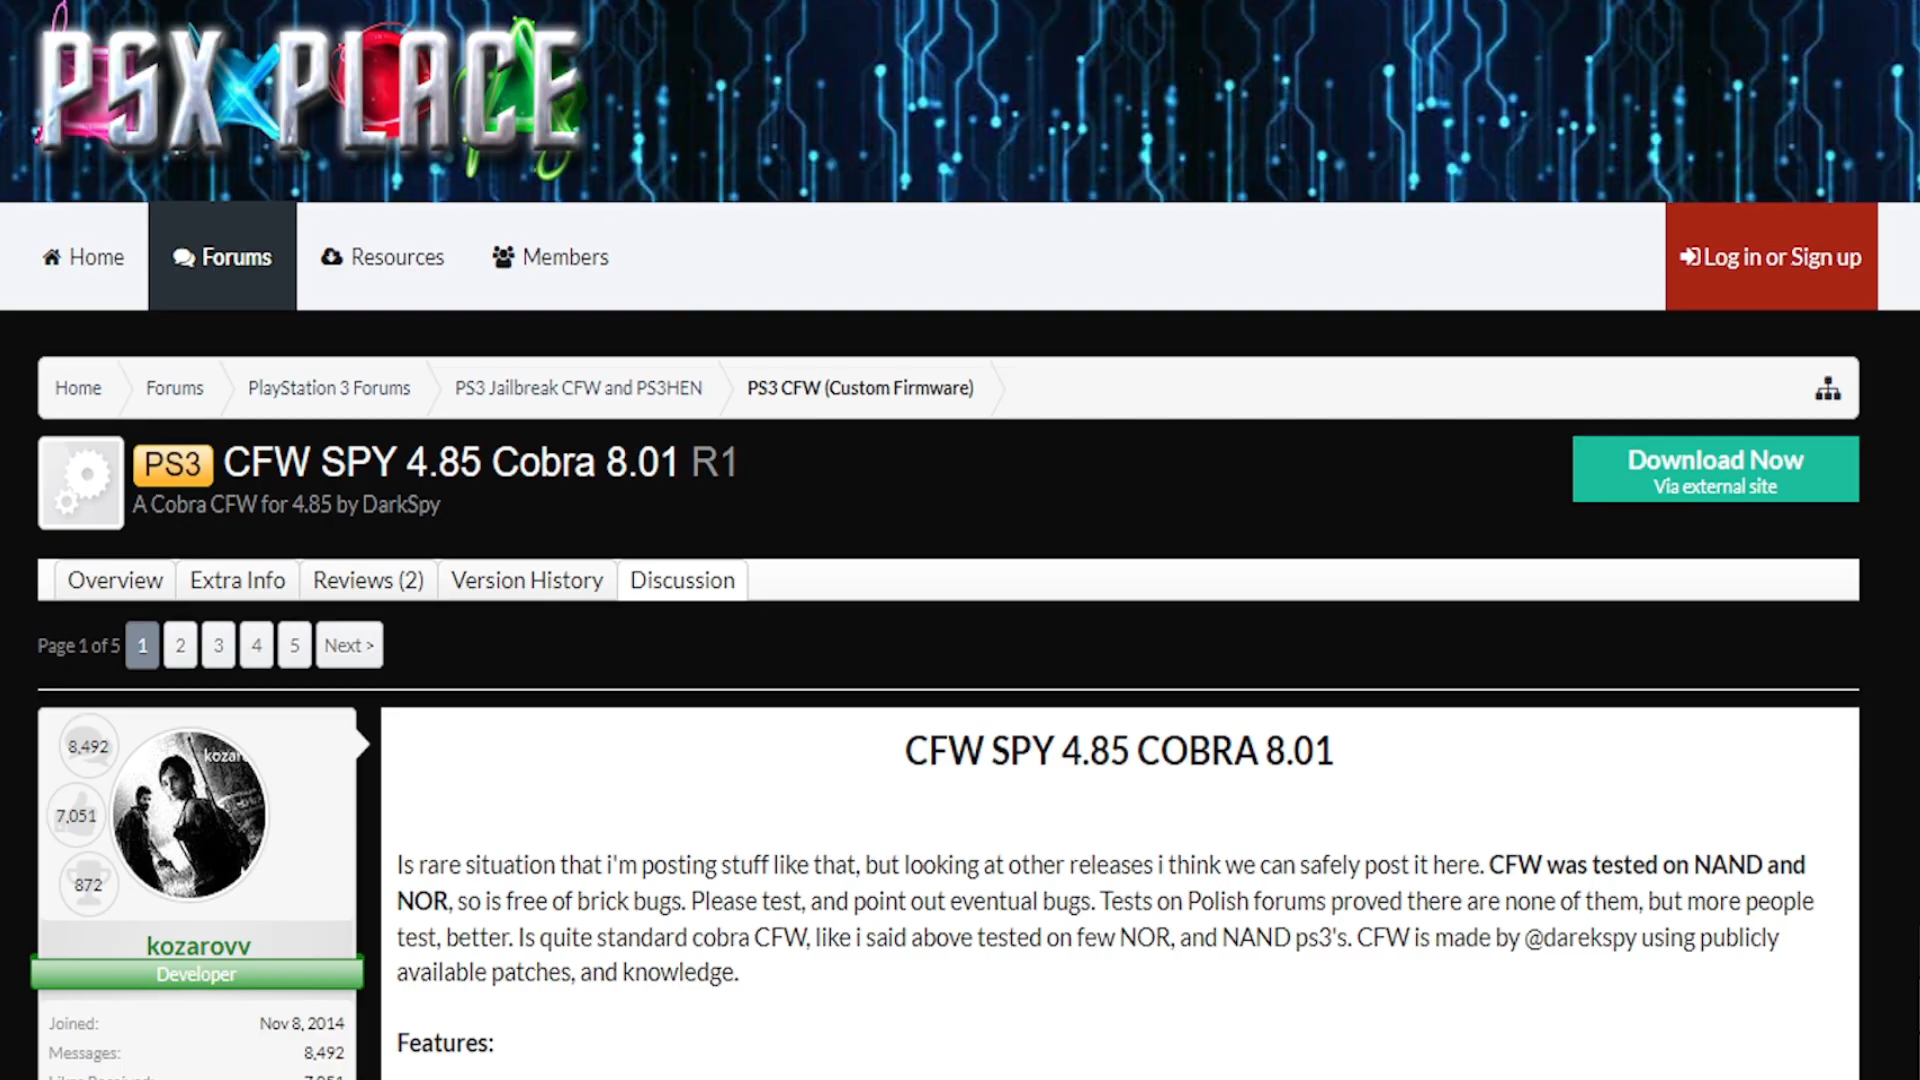 PSX PLACE
Home
Forums
Resources
Members
Log in or Sign up
Home
Forums
PlayStation 3 Forums
PS3 Jailbreak CFW and PS3HEN
PS3 CFW (Custom Firmware)
PS3 CFW SPY 4.85 Cobra 8.01 R1
A Cobra CFW for 4.85 by DarkSpy
Download Now
Via external site
Overview
Extra Info
Reviews (2)
Version History
Discussion
Page 1 of 5
1
2
3
4
5
Next >
8,492
7,051
872
kozarovv
Developer
Joined:
Nov 8, 2014
Messages:
8,492
CFW SPY 4.85 COBRA 8.01
Is rare situation that i'm posting stuff like that, but looking at other releases i think we can safely post it here. CFW was tested on NAND and
NOR, so is free of brick bugs. Please test, and point out eventual bugs. Tests on Polish forums proved there are none of them, but more people
test, better. Is quite standard cobra CFW, like i said above tested on few NOR, and NAND ps3's. CFW is made by @darekspy using publicly
available patches, and knowledge.
Features: